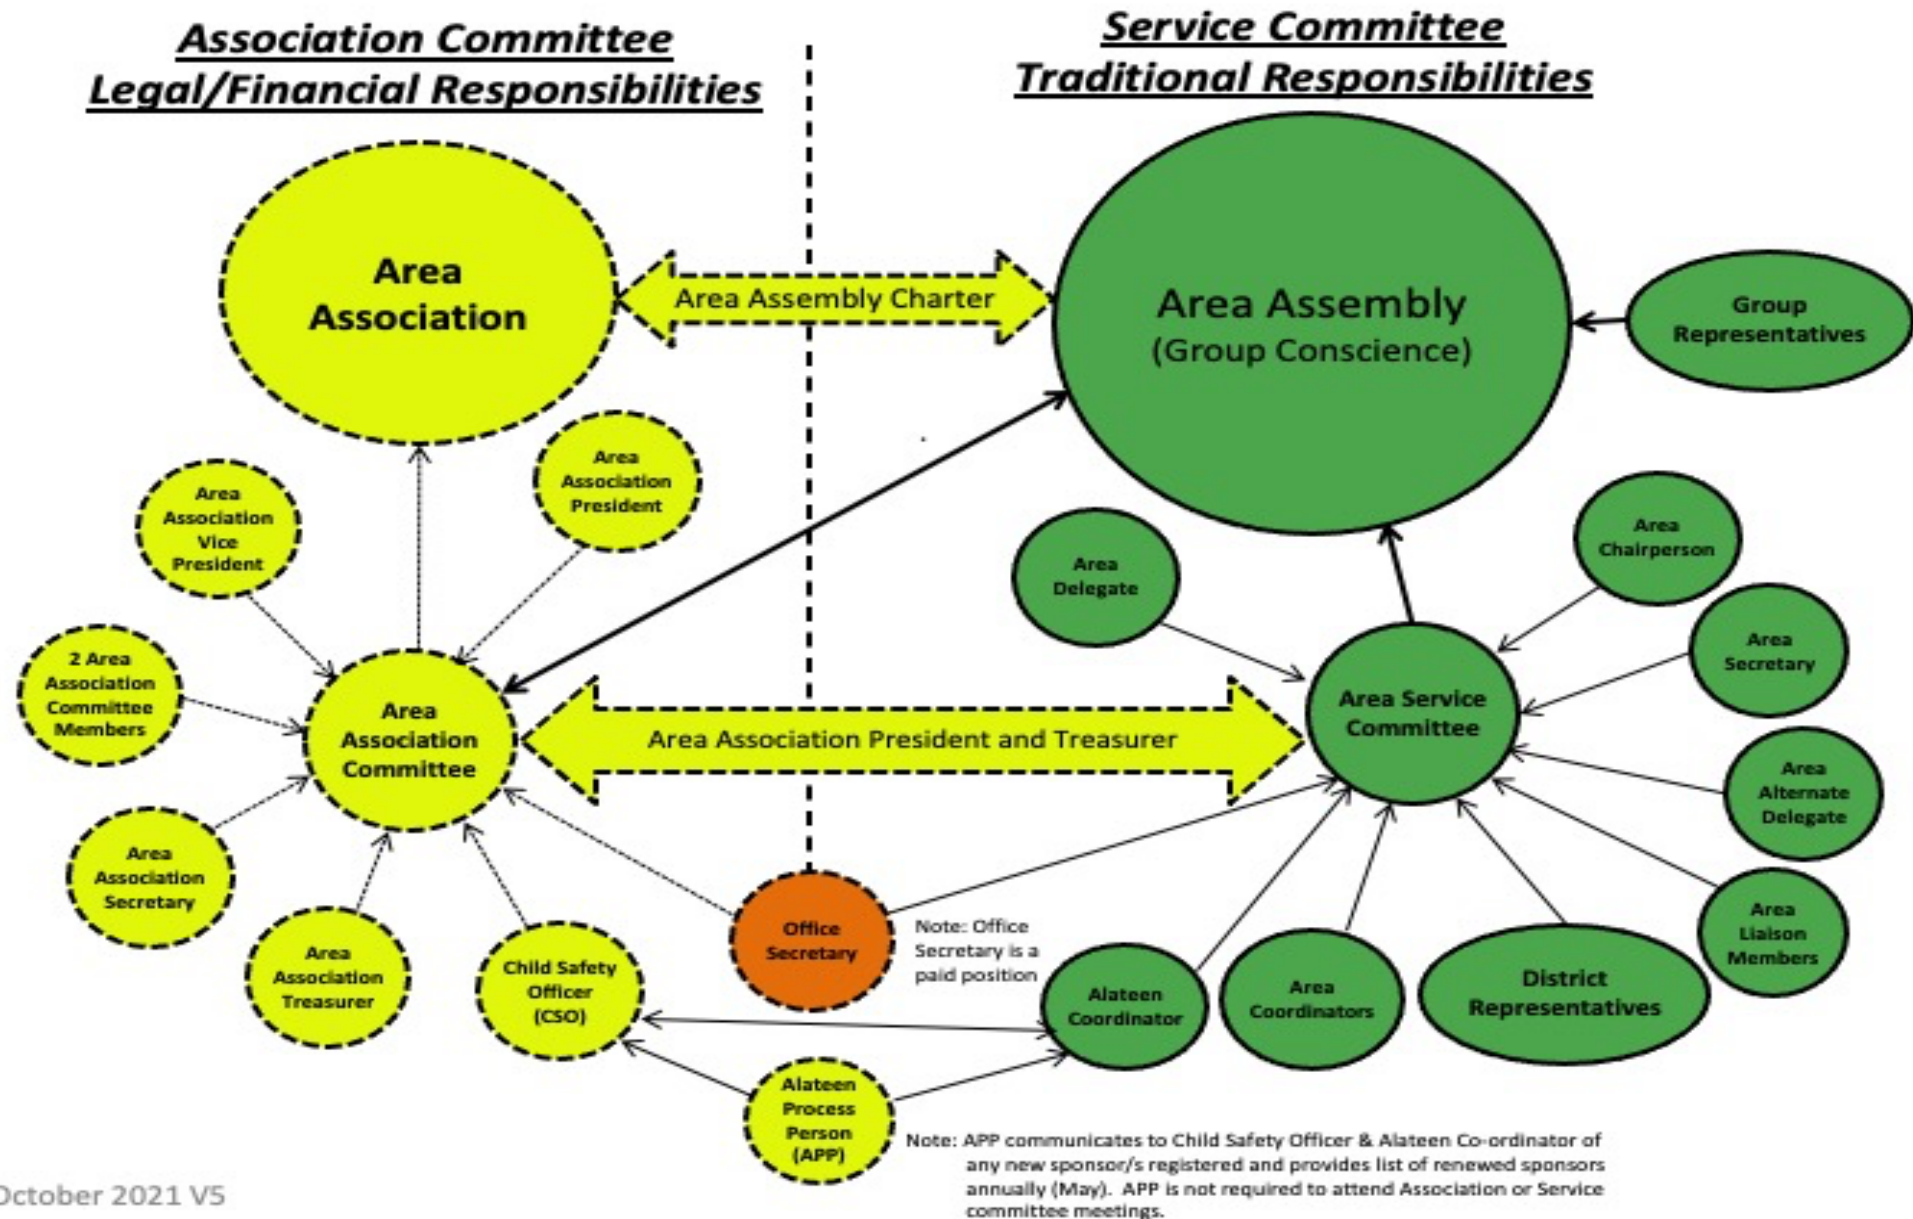 Association Committee
Legal/Financial Responsibilities
Service Committee
Traditional Responsibilities
Area
Association
Area Assembly Charter
Area Assembly
(Group Conscience)
Group
Representatives
Area
Association
President
Area
Association
Vice
President
Area
Delegate
Area
Chairperson
2 Area
Association
Committee
Members
Area
Association
Committee
Area Association President and Treasurer
Area Service
Committee
Area
Secretary
Area
Alternate
Delegate
Area
Association
Secretary
Area
Association
Treasurer
Child Safety
Officer
(CSO)
Office
Secretary
Note: Office
Secretary is a
paid position
Alateen
Coordinator
Area
Coordinators
District
Representatives
Area
Liaison
Members
Alateen
Process
Person
(APP)
Note: APP communicates to Child Safety Officer & Alateen Co-ordinator of
any new sponsor/s registered and provides list of renewed sponsors
annually (May). APP is not required to attend Association or Service
committee meetings.
October 2021 V5